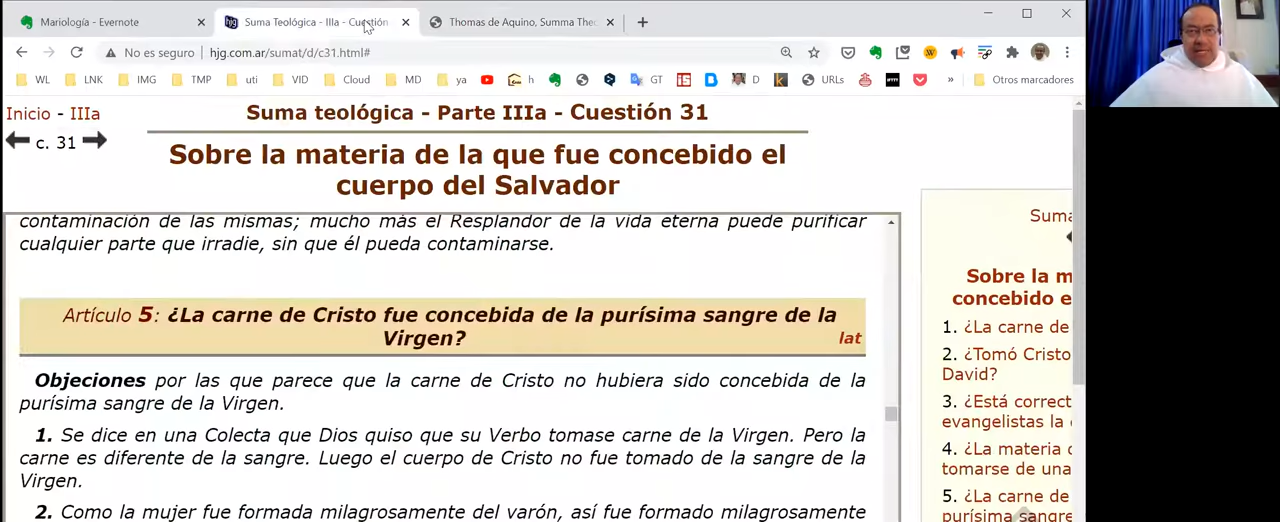 Mariología - Evernote
Suma Teológica - IIIa - Cuestión
Thomas de Aquino, Summa Theo
No es seguro | hjg.com.ar/sumat/d/c31.html#
WL LNK IMG TMP uti VID Cloud MD ya h GT D URLs » Otros marcadores
Inicio - IIIa
c. 31
Suma teológica - Parte IIIa - Cuestión 31
Sobre la materia de la que fue concebido el
cuerpo del Salvador
contaminación de las mismas; mucho más el Resplandor de la vida eterna puede purificar
cualquier parte que irradie, sin que él pueda contaminarse.
Artículo 5: ¿La carne de Cristo fue concebida de la purísima sangre de la
Virgen?
lat
Objeciones por las que parece que la carne de Cristo no hubiera sido concebida de la
purísima sangre de la Virgen.
1. Se dice en una Colecta que Dios quiso que su Verbo tomase carne de la Virgen. Pero la
carne es diferente de la sangre. Luego el cuerpo de Cristo no fue tomado de la sangre de la
Virgen.
2. Como la mujer fue formada milagrosamente del varón, así fue formado milagrosamente
Suma
Sobre la m
concebido e
1. ¿La carne de
2. ¿Tomó Cristo
David?
3. ¿Está correct
evangelistas la
4. ¿La materia
tomarse de una
5. ¿La carne de
purísima sangre